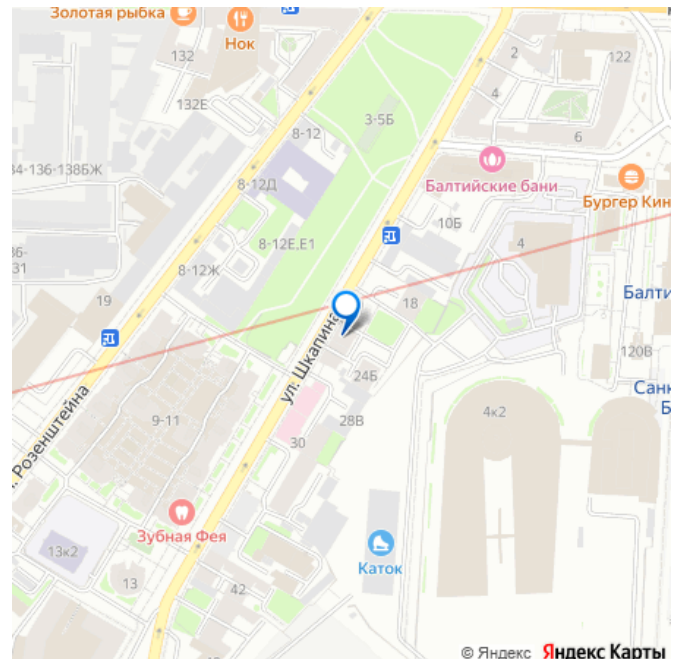 Золотая рыбка
Нок
132
122
2
4
132Е
3-5Б
8-12
6
34-136-138БЖ
Балтийские бани
8-12Д
Бургер Кин
10Б
8-12Е,Е1
4
36-
31
8-12Ж
Балти
19
18
ул. Шкапина
120В
24Б
Санк
Б
4к2
28В
9-11
30
. Розенштейна
Зубная Фея
13к2
Каток
13
42
© Яндекс Яндекс Карты